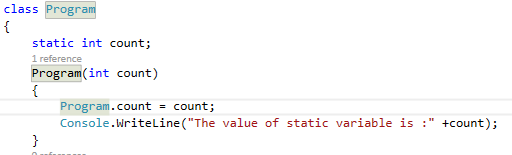 class Program
{
static int count;
1 reference
Program(int count)
{
Program.count = count;
Console.WriteLine("The value of static variable is :" +count);
}